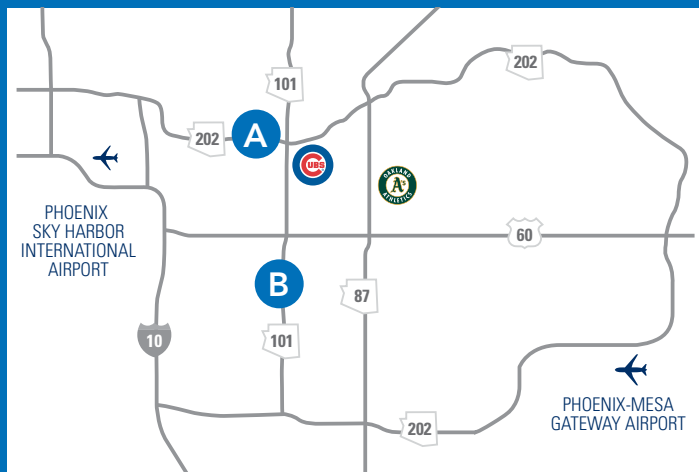 202
101
202
A
CUBS
OAKLAND
A's
ATHLETICS
PHOENIX
SKY HARBOR
INTERNATIONAL
AIRPORT
60
B
87
10
101
PHOENIX-MESA
GATEWAY AIRPORT
202